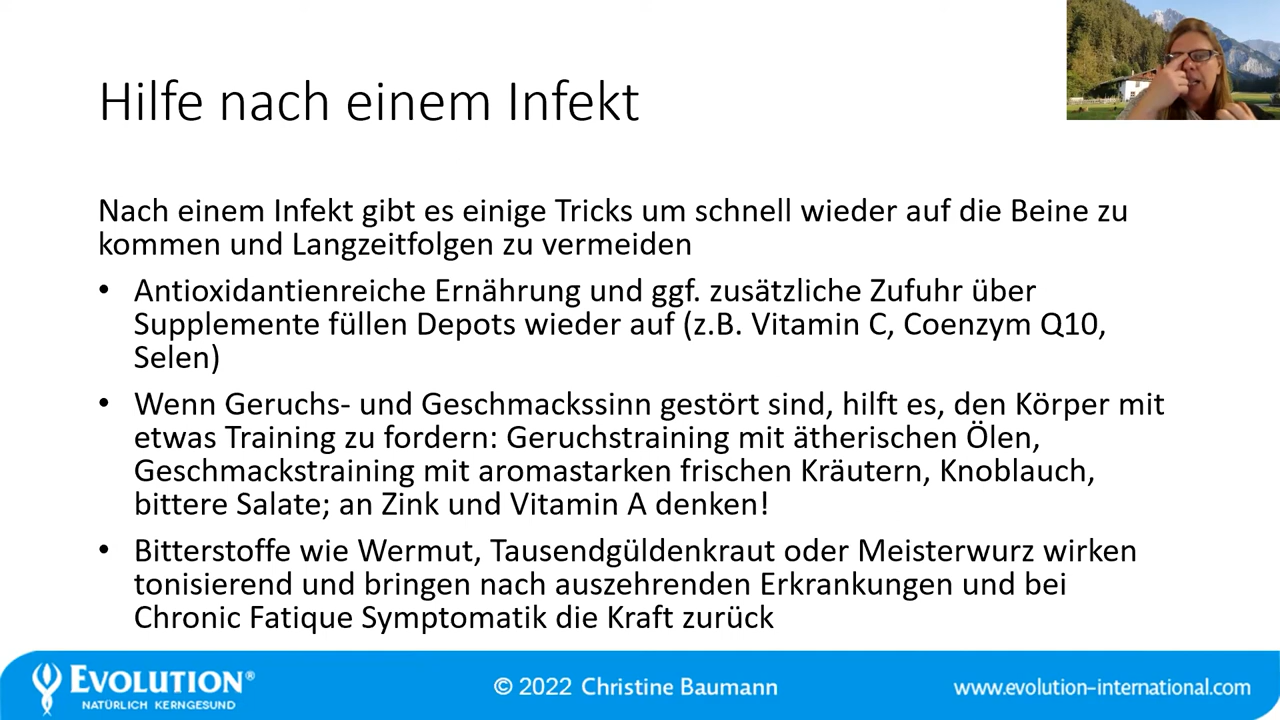 Hilfe nach einem Infekt
Nach einem Infekt gibt es einige Tricks um schnell wieder auf die Beine zu
kommen und Langzeitfolgen zu vermeiden
• Antioxidantienreiche Ernährung und ggf. zusätzliche Zufuhr über
Supplemente füllen Depots wieder auf (z.B. Vitamin C, Coenzym Q10,
Selen)
• Wenn Geruchs- und Geschmackssinn gestört sind, hilft es, den Körper mit
etwas Training zu fordern: Geruchstraining mit ätherischen Ölen,
Geschmackstraining mit aromastarken frischen Kräutern, Knoblauch,
bittere Salate; an Zink und Vitamin A denken!
• Bitterstoffe wie Wermut, Tausendgüldenkraut oder Meisterwurz wirken
tonisierend und bringen nach auszehrenden Erkrankungen und bei
Chronic Fatique Symptomatik die Kraft zurück
EVOLUTION®
NATÜRLICH KERNGESUND
© 2022 Christine Baumann
www.evolution-international.com